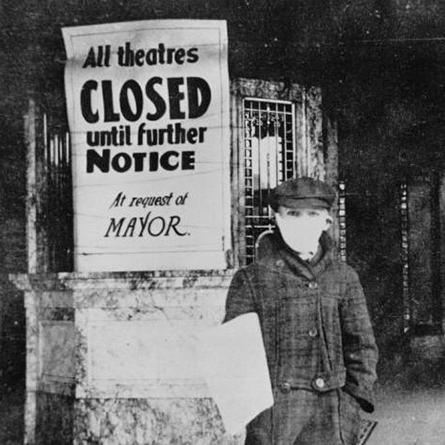 All theatres
CLOSED
until further
NOTICE
At request of
MAYOR.